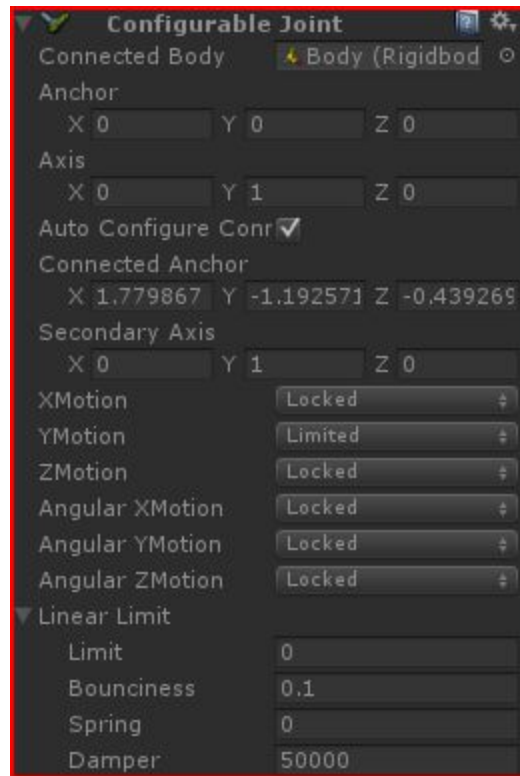 Configurable Joint
Connected Body Body (Rigidbod
Anchor
X 0 Y 0 Z 0
Axis
X 0 Y 1 Z 0
Auto Configure Conr
Connected Anchor
X 1.779867 Y -1.192571 Z -0.439269
Secondary Axis
X 0 Y 1 Z 0
XMotion Locked
YMotion Limited
ZMotion Locked
Angular XMotion Locked
Angular YMotion Locked
Angular ZMotion Locked
Linear Limit
Limit 0
Bounciness 0.1
Spring 0
Damper 50000